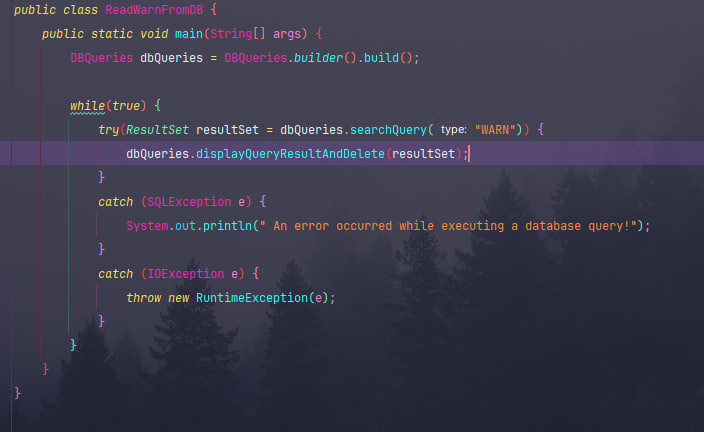 public class ReadWarnFromDB {
public static void main(String[] args) {
DBQueries dbQueries = DBQueries.builder().build();
while(true) {
try(ResultSet resultSet = dbQueries.searchQuery( type: "WARN")) {
dbQueries.displayQueryResultAndDelete(resultSet);
}
catch (SQLException e) {
System.out.println(" An error occurred while executing a database query!");
}
catch (IOException e) {
throw new RuntimeException(e);
}
}
}
}